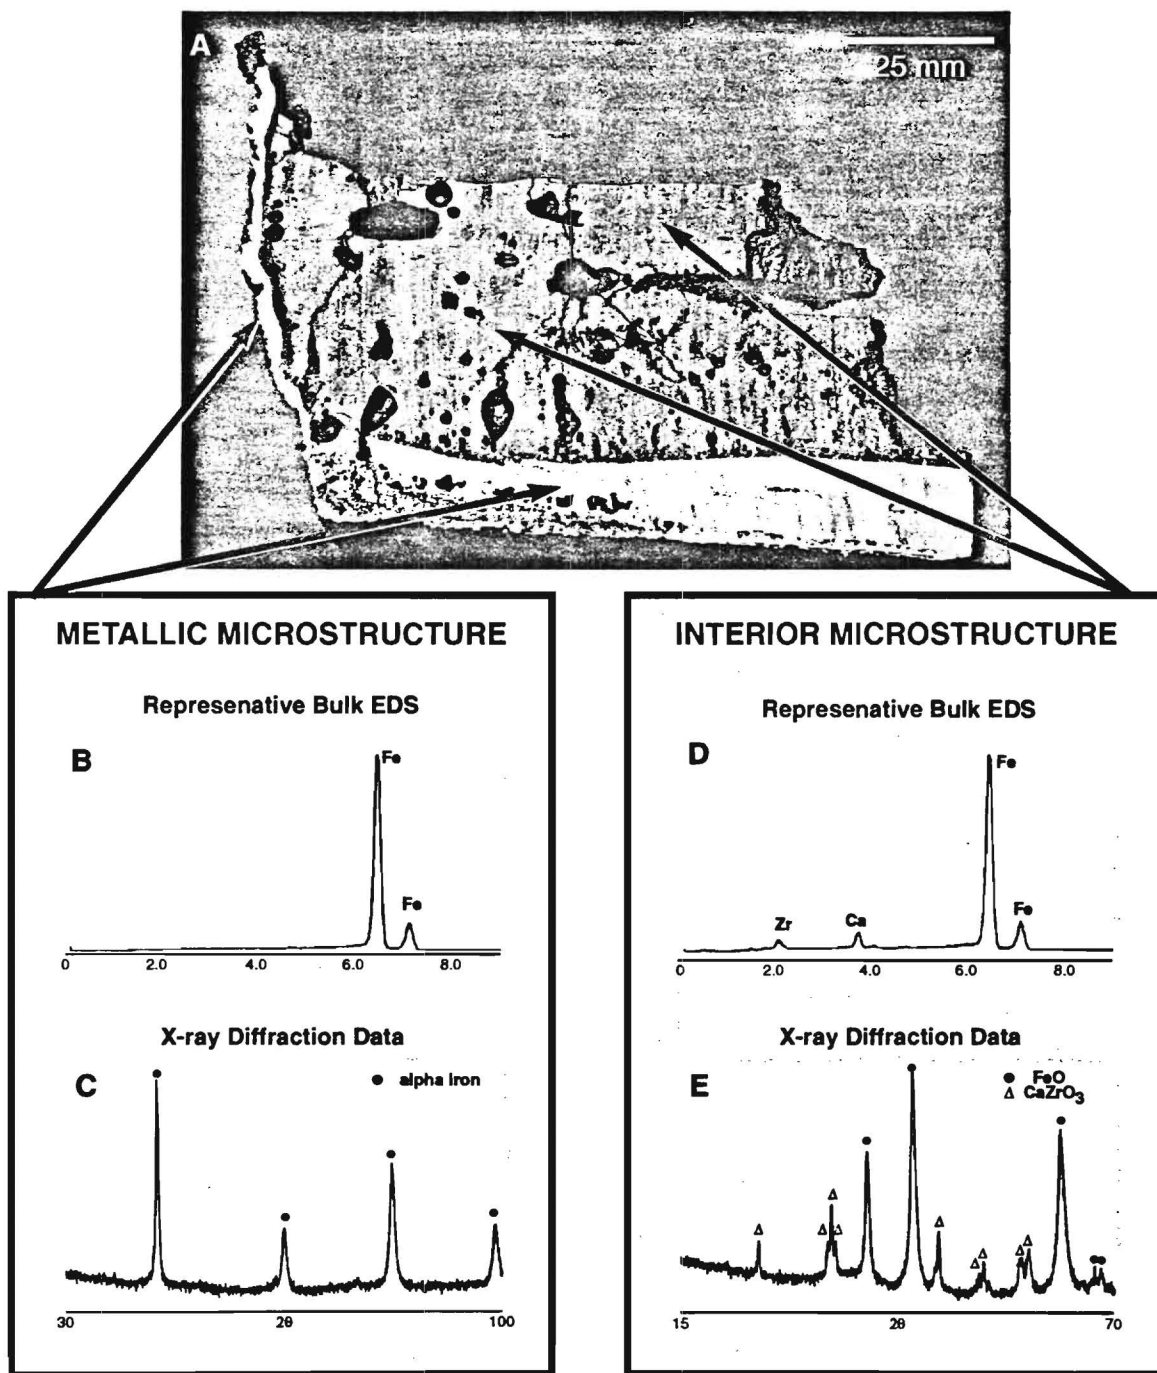 A
25 mm
METALLIC MICROSTRUCTURE
Represenative Bulk EDS
B
Fe
Fe
0 2.0 4.0 6.0 8.0
X-ray Diffraction Data
C
● alpha iron
30 2θ 100
INTERIOR MICROSTRUCTURE
Represenative Bulk EDS
D
Fe
Zr Ca Fe
0 2.0 4.0 6.0 8.0
X-ray Diffraction Data
E
● FeO
Δ CaZrO₃
15 2θ 70